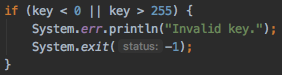 if (key < 0 || key > 255) {
    System.err.println("Invalid key.");
    System.exit( status: -1);
}